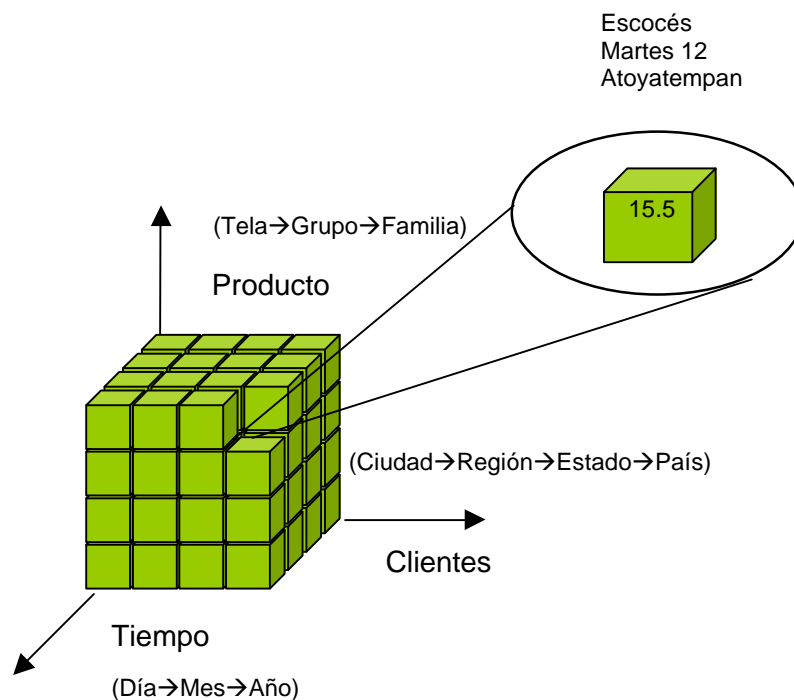 Escocés
Martes 12
Atoyatempan
15.5
(Tela→Grupo→Familia)
Producto
(Ciudad→Región→Estado→País)
Clientes
Tiempo
(Día→Mes→Año)